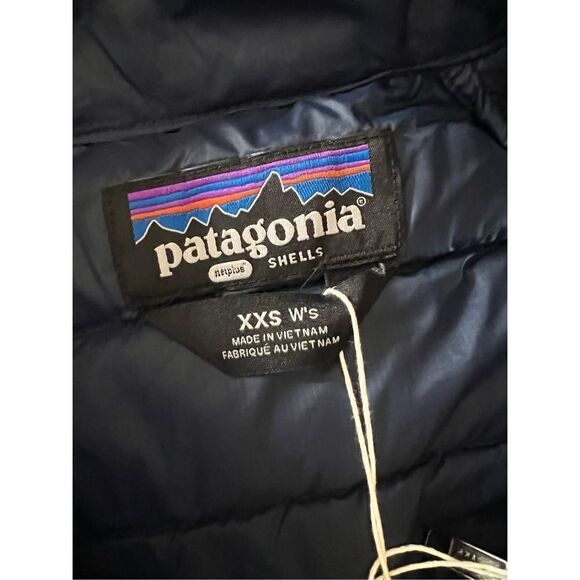 patagonia®
netplus® SHELLS
XXS W's
MADE IN VIETNAM
FABRIQUÉ AU VIETNAM